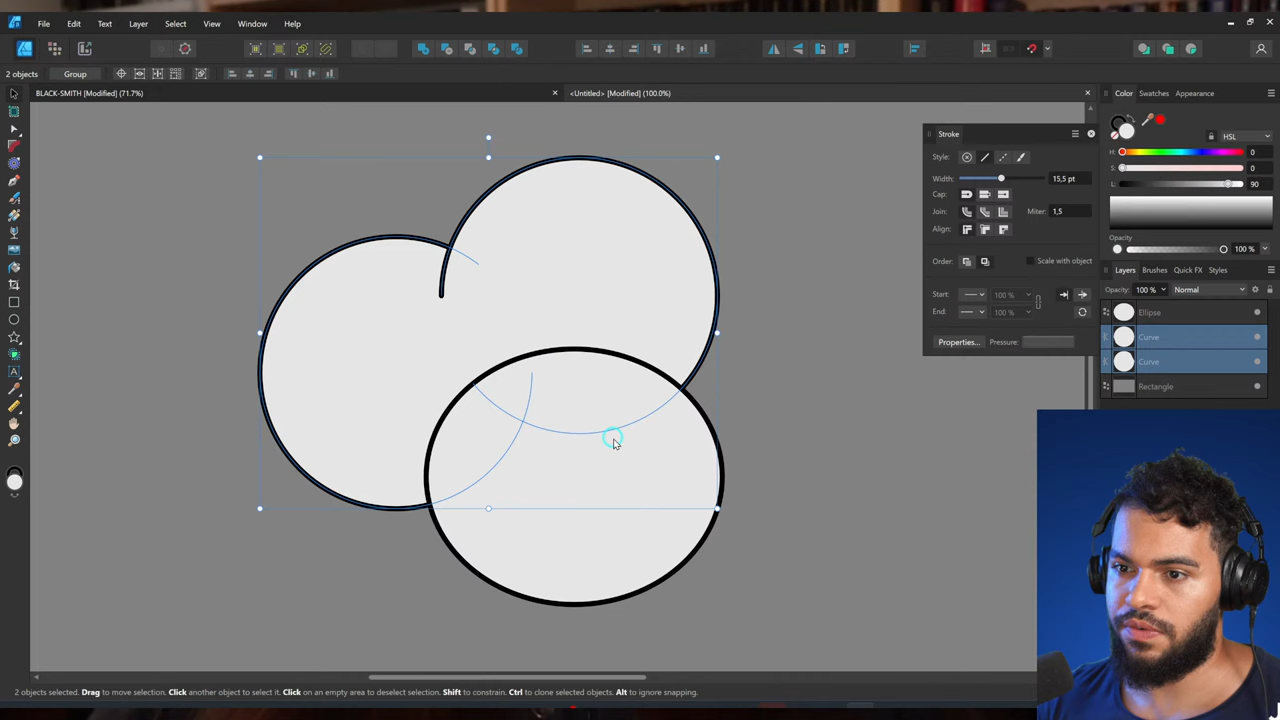 File Edit Text Layer Select View Window Help
2 objects Group
BLACK-SMITH [Modified] (71.7%)
<Untitled> [Modified] (100.0%)
Color Swatches Appearance
HSL
H: 0
S: 0
L: 90
Opacity
100 %
Stroke
Style:
Width: 15,5 pt
Cap:
Join: Miter: 1,5
Align:
Order: Scale with object
Start: 100 %
End: 100 %
Properties... Pressure:
Layers Brushes Quick FX Styles
Opacity: 100 % Normal
Ellipse
Curve
Curve
Rectangle
2 objects selected. Drag to move selection. Click another object to select it. Click on an empty area to deselect selection. Shift to constrain. Ctrl to clone selected objects. Alt to ignore snapping.